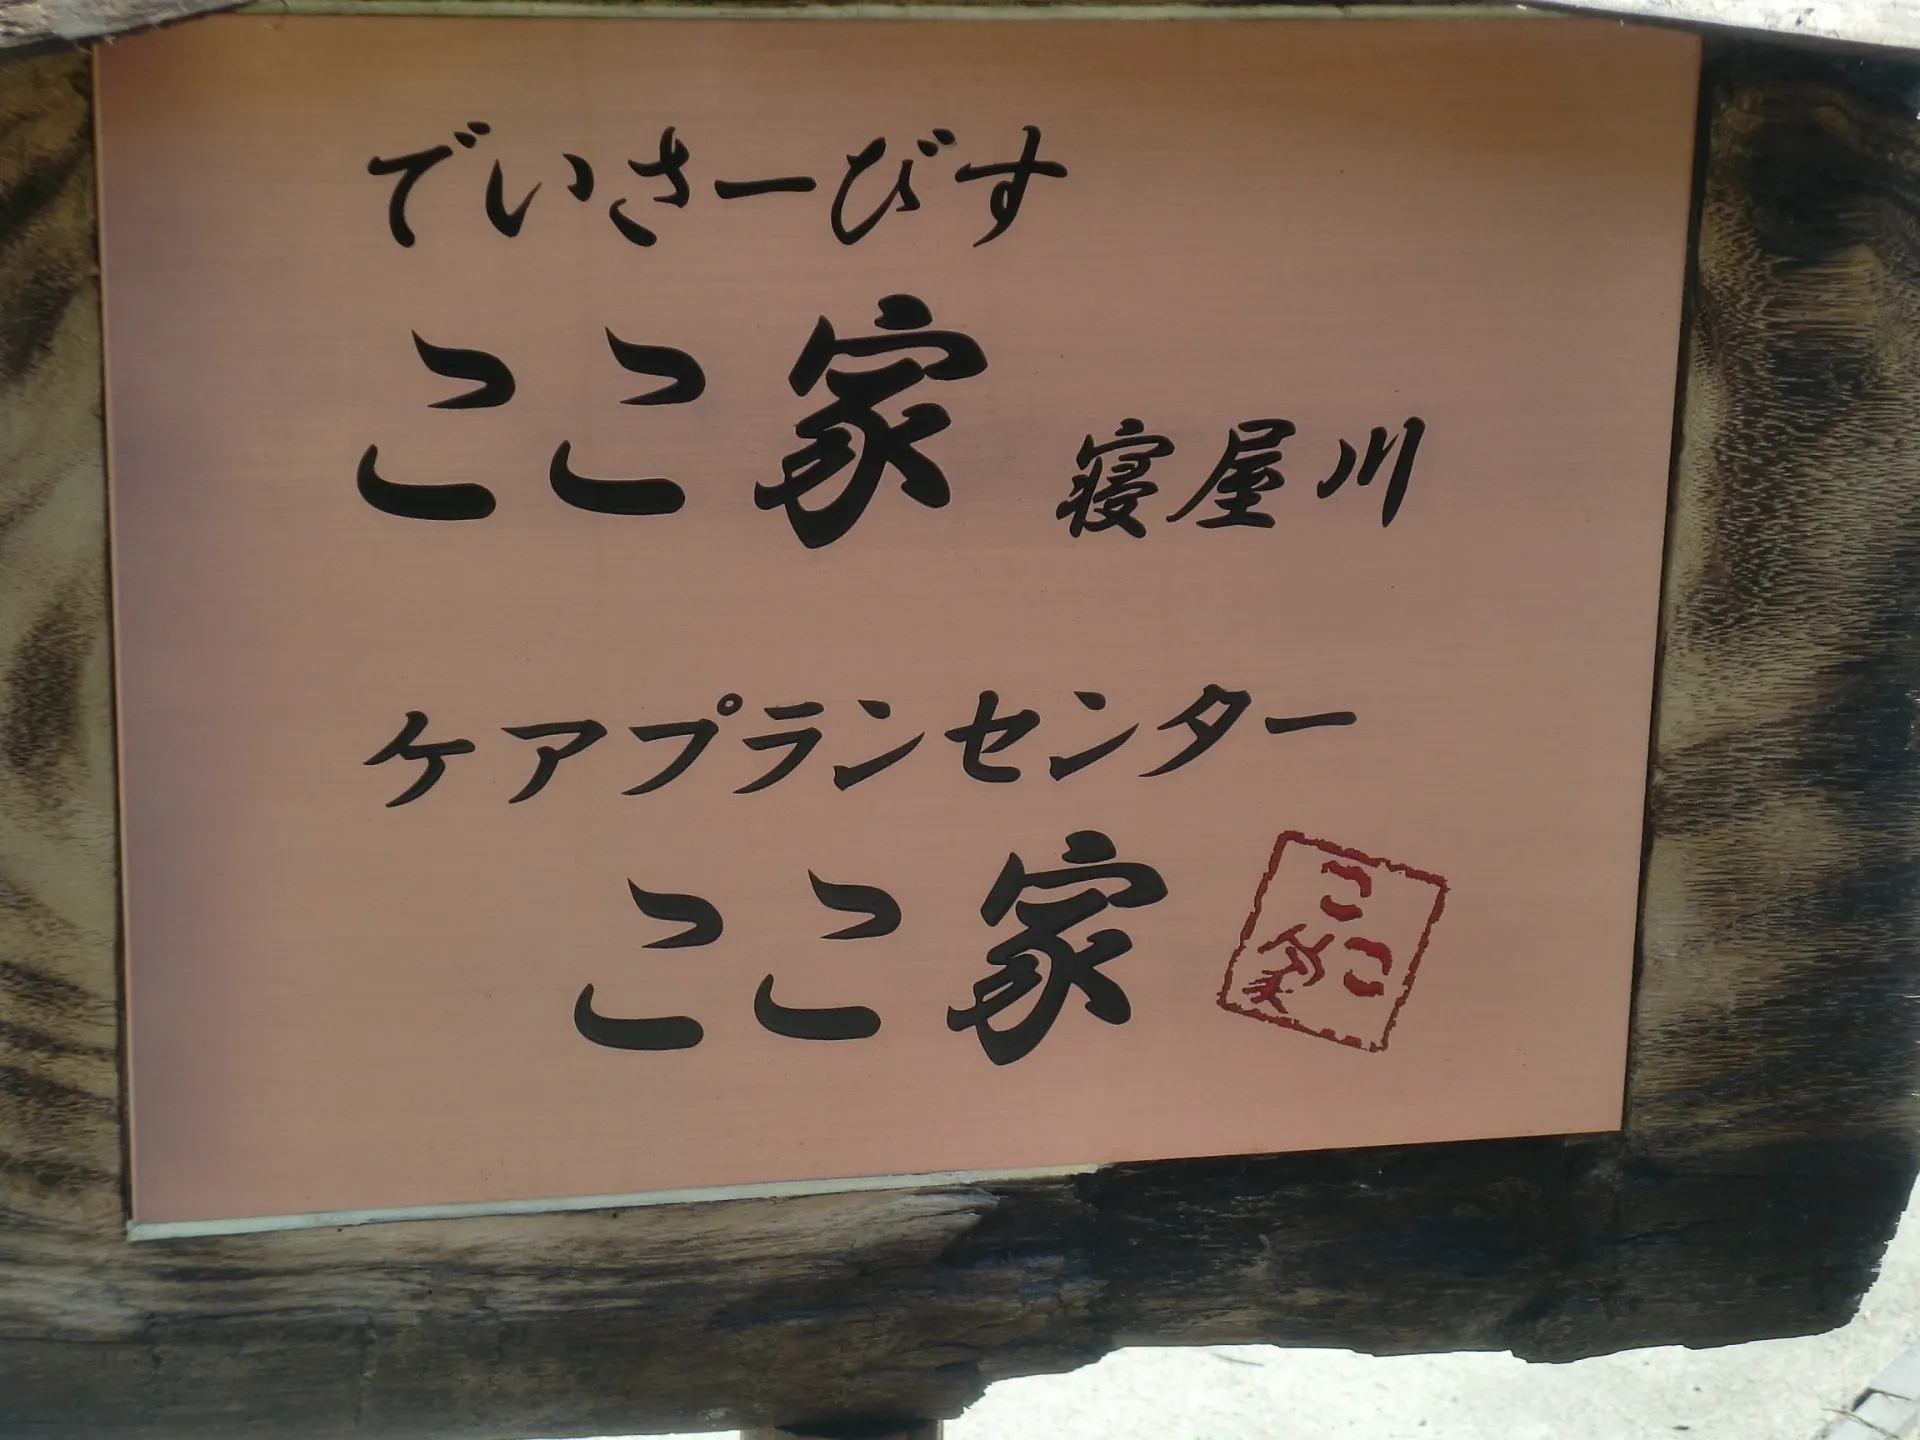 でいさーびす
ここ家 寝屋川
ケアプランセンター
ここ家
ここ家